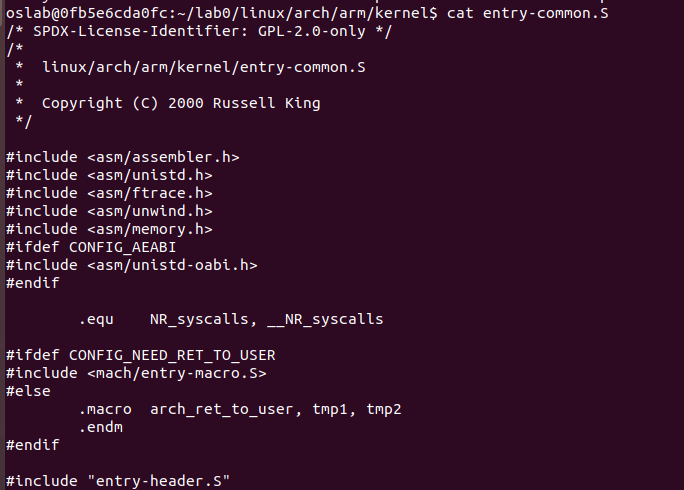 oslab@0fb5e6cda0fc:~/lab0/linux/arch/arm/kernel$ cat entry-common.S
/* SPDX-License-Identifier: GPL-2.0-only */
/*
 *  linux/arch/arm/kernel/entry-common.S
 *
 *  Copyright (C) 2000 Russell King
 */

#include <asm/assembler.h>
#include <asm/unistd.h>
#include <asm/ftrace.h>
#include <asm/unwind.h>
#include <asm/memory.h>
#ifdef CONFIG_AEABI
#include <asm/unistd-oabi.h>
#endif

        .equ    NR_syscalls, __NR_syscalls

#ifdef CONFIG_NEED_RET_TO_USER
#include <mach/entry-macro.S>
#else
        .macro  arch_ret_to_user, tmp1, tmp2
        .endm
#endif

#include "entry-header.S"